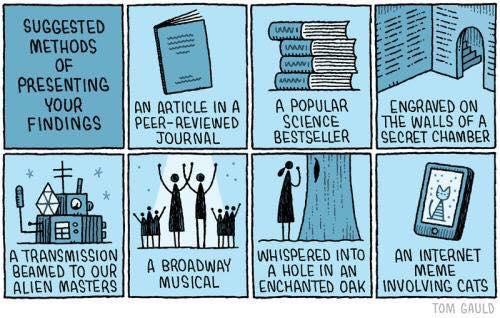 SUGGESTED
METHODS
OF
PRESENTING
YOUR
FINDINGS
AN ARTICLE IN A
PEER-REVIEWED
JOURNAL
A POPULAR
SCIENCE
BESTSELLER
ENGRAVED ON
THE WALLS OF A
SECRET CHAMBER
A TRANSMISSION
BEAMED TO OUR
ALIEN MASTERS
A BROADWAY
MUSICAL
WHISPERED INTO
A HOLE IN AN
ENCHANTED OAK
AN INTERNET
MEME
INVOLVING CATS
TOM GAULD